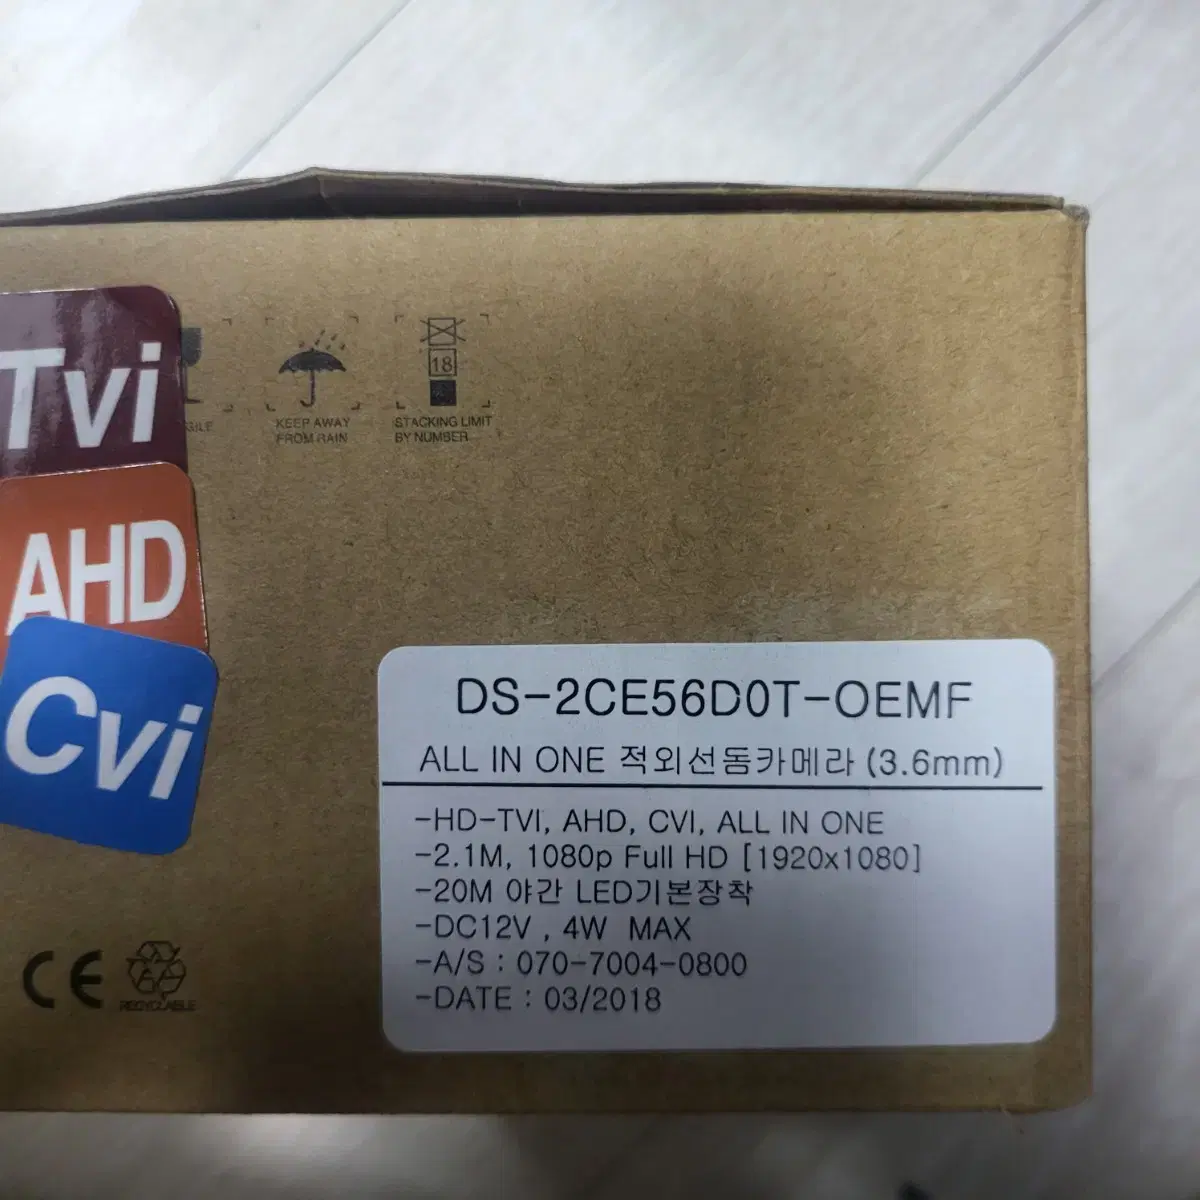 Tvi
AHD
Cvi
GILE
KEEP AWAY
FROM RAIN
18
STACKING LIMIT
BY NUMBER
DS-2CE56D0T-OEMF
ALL IN ONE 적외선돔카메라 (3.6mm)
-HD-TVI, AHD, CVI, ALL IN ONE
-2.1M, 1080p Full HD [1920x1080]
-20M 야간 LED기본장착
-DC12V , 4W MAX
-A/S : 070-7004-0800
-DATE : 03/2018
CE
RECYCLABLE